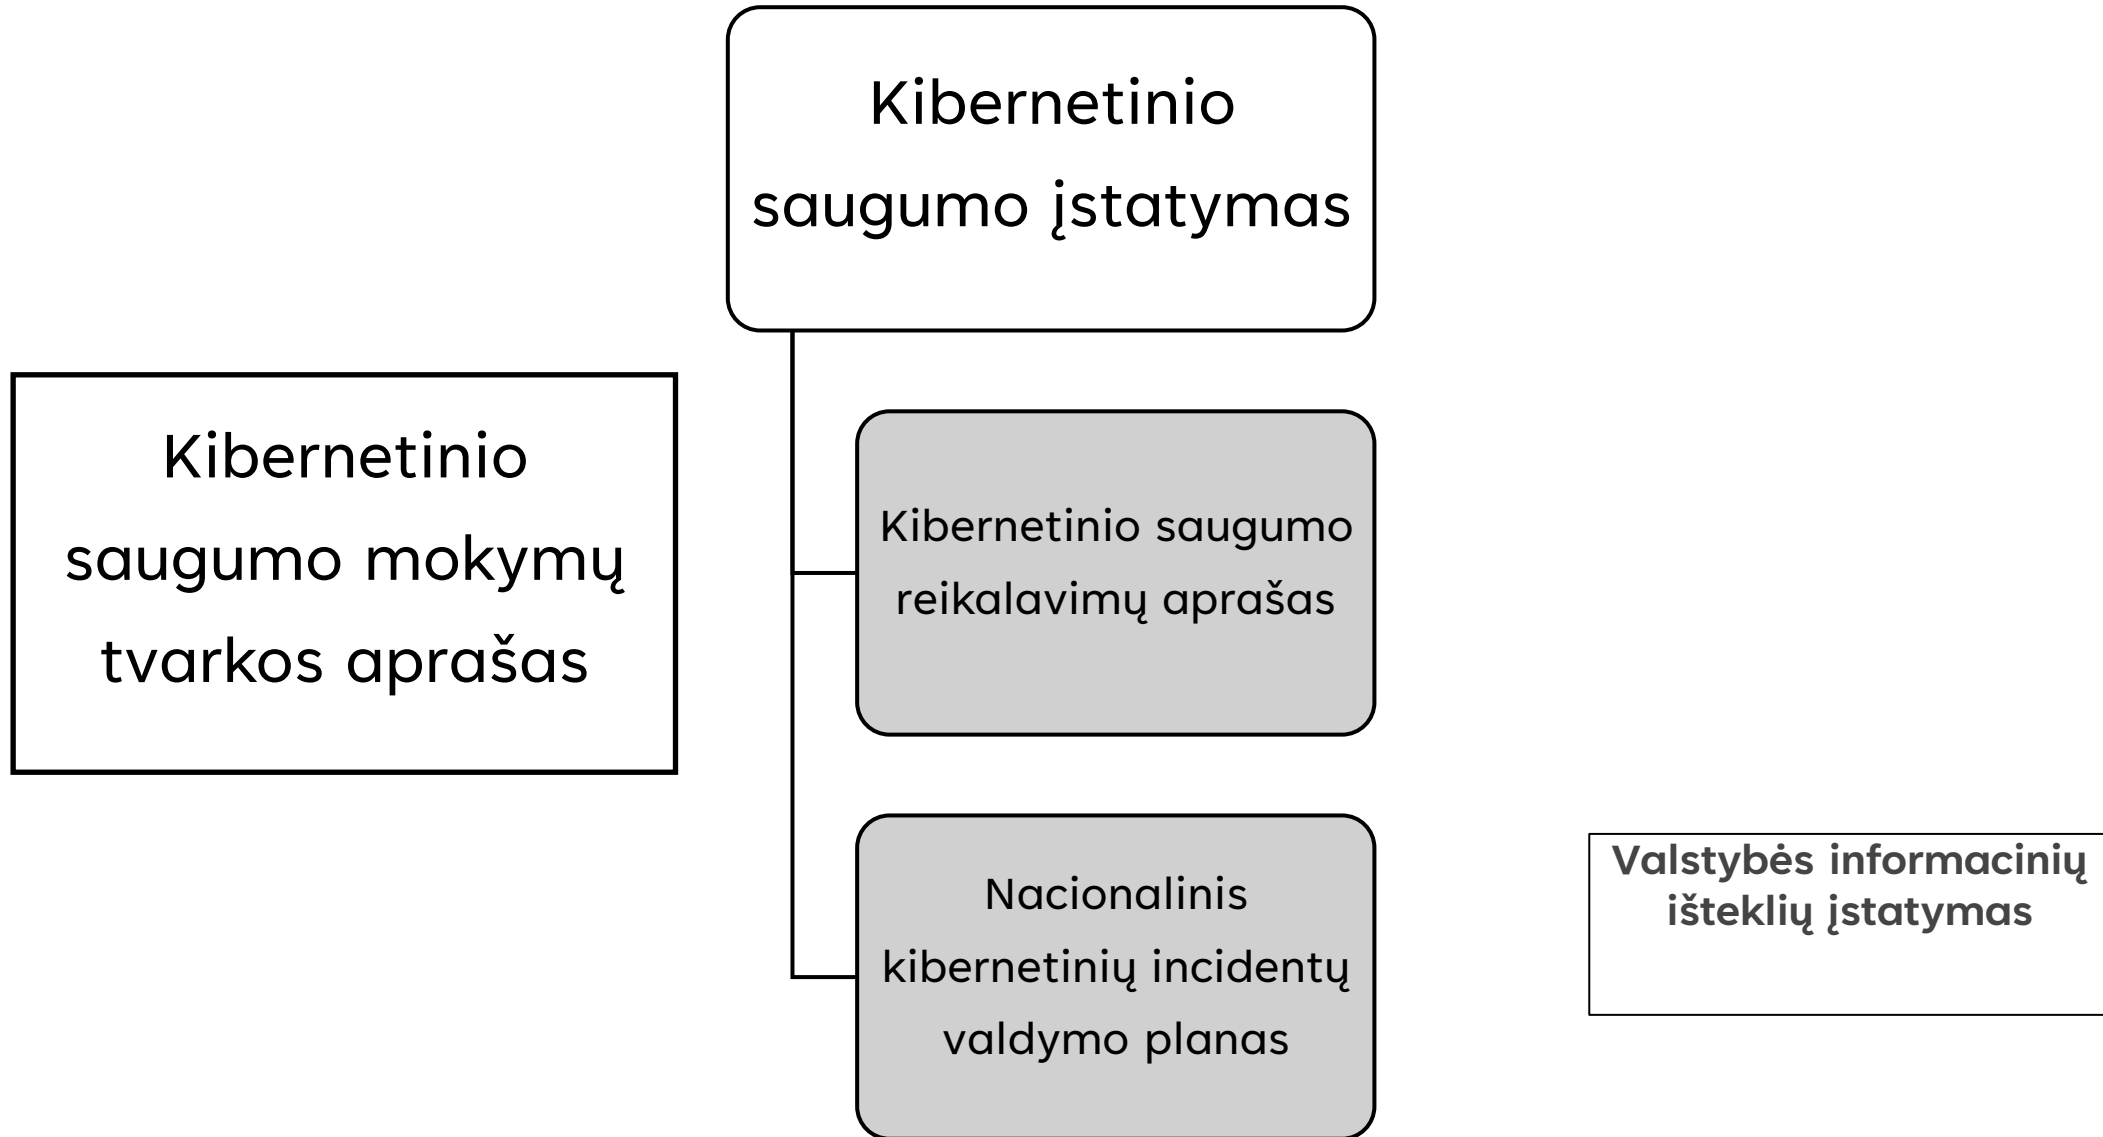 Kibernetinio
saugumo įstatymas
Kibernetinio
saugumo mokymų
tvarkos aprašas
Kibernetinio saugumo
reikalavimų aprašas
Nacionalinis
kibernetinių incidentų
valdymo planas
Valstybės informacinių
išteklių įstatymas